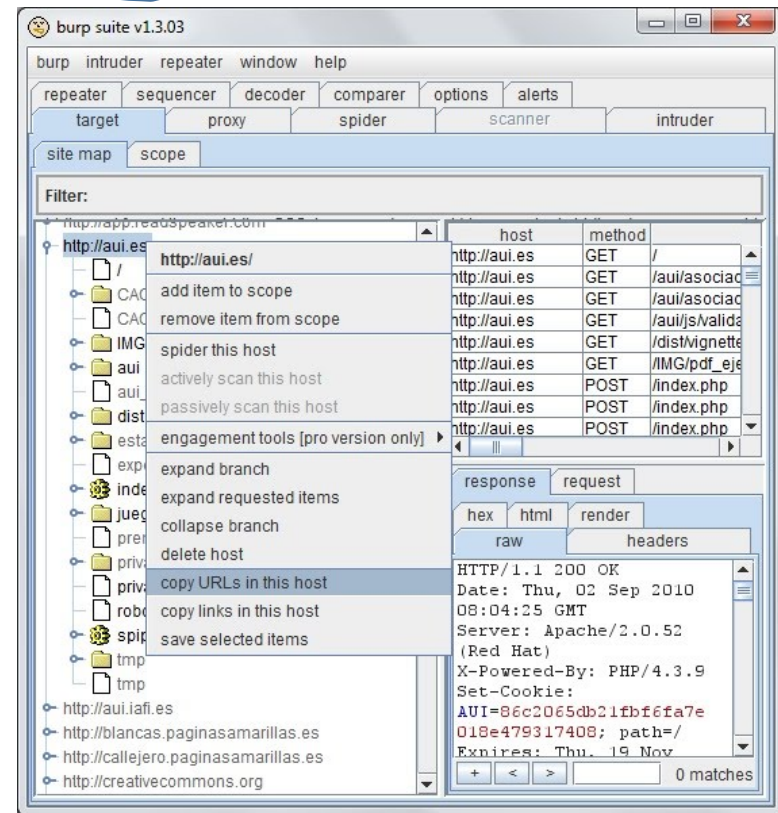 burp suite v1.3.03
burp intruder repeater window help
repeater sequencer decoder comparer options alerts
target proxy spider scanner intruder
site map scope
Filter:
http://aui.es
/
CAC
CAC
IMG
aui
aui_
dist
esta
expo
inde
jueg
prer
priva
priva
robo
spip
tmp
tmp
http://aui.iafi.es
http://blancas.paginasamarillas.es
http://callejero.paginasamarillas.es
http://creativecommons.org
http://aui.es/
add item to scope
remove item from scope
spider this host
actively scan this host
passively scan this host
engagement tools [pro version only]
expand branch
expand requested items
collapse branch
delete host
copy URLs in this host
copy links in this host
save selected items
host method
http://aui.es GET /
http://aui.es GET /aui/asociac
http://aui.es GET /aui/asociac
http://aui.es GET /aui/js/valida
http://aui.es GET /dist/vignette
http://aui.es GET /IMG/pdf_eje
http://aui.es POST /index.php
http://aui.es POST /index.php
http://aui.es POST /index.php
response request
hex html render
raw headers
HTTP/1.1 200 OK
Date: Thu, 02 Sep 2010
08:04:25 GMT
Server: Apache/2.0.52
(Red Hat)
X-Powered-By: PHP/4.3.9
Set-Cookie:
AUI=86c2065db21fbf6fa7e
018e479317408; path=/
Expires: Thu, 19 Nov
+ < > 0 matches